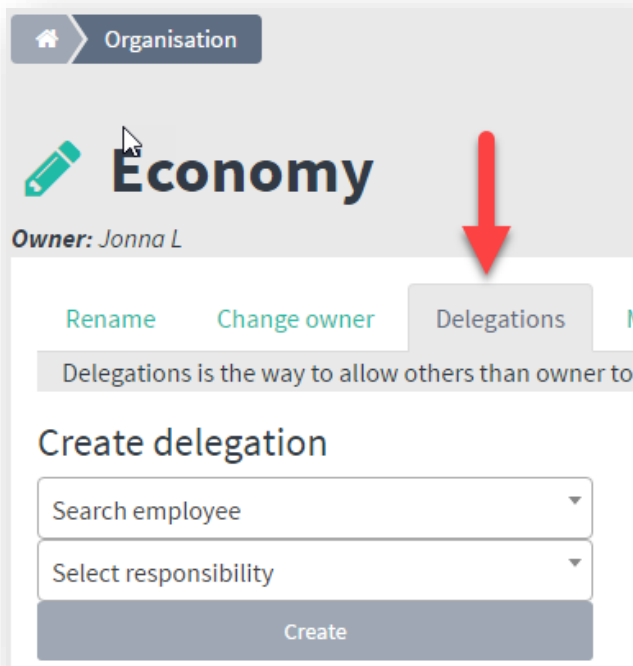 Organisation
Economy
Owner: Jonna L
Rename Change owner Delegations
Delegations is the way to allow others than owner to
Create delegation
Search employee
Select responsibility
Create